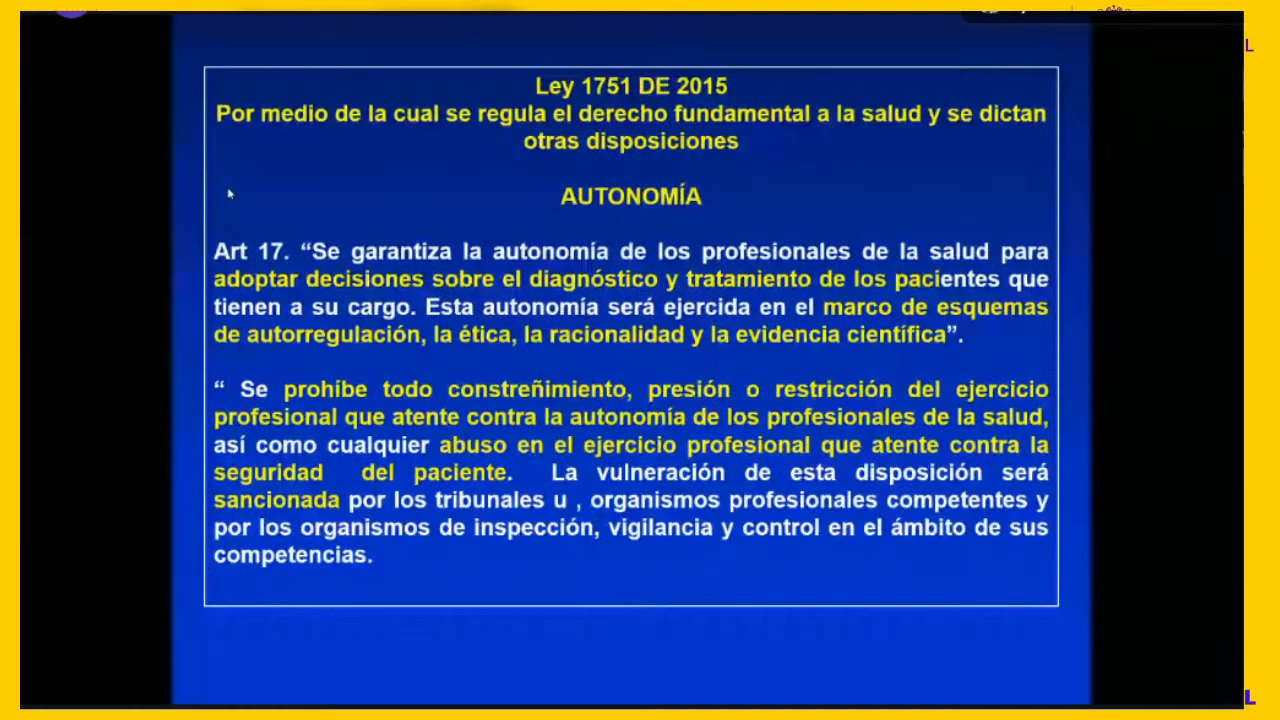 Ley 1751 DE 2015
Por medio de la cual se regula el derecho fundamental a la salud y se dictan
otras disposiciones
AUTONOMÍA
Art 17. “Se garantiza la autonomía de los profesionales de la salud para
adoptar decisiones sobre el diagnóstico y tratamiento de los pacientes que
tienen a su cargo. Esta autonomía será ejercida en el marco de esquemas
de autorregulación, la ética, la racionalidad y la evidencia científica”.
“ Se prohíbe todo constreñimiento, presión o restricción del ejercicio
profesional que atente contra la autonomía de los profesionales de la salud,
así como cualquier abuso en el ejercicio profesional que atente contra la
seguridad del paciente. La vulneración de esta disposición será
sancionada por los tribunales u , organismos profesionales competentes y
por los organismos de inspección, vigilancia y control en el ámbito de sus
competencias.
L
L